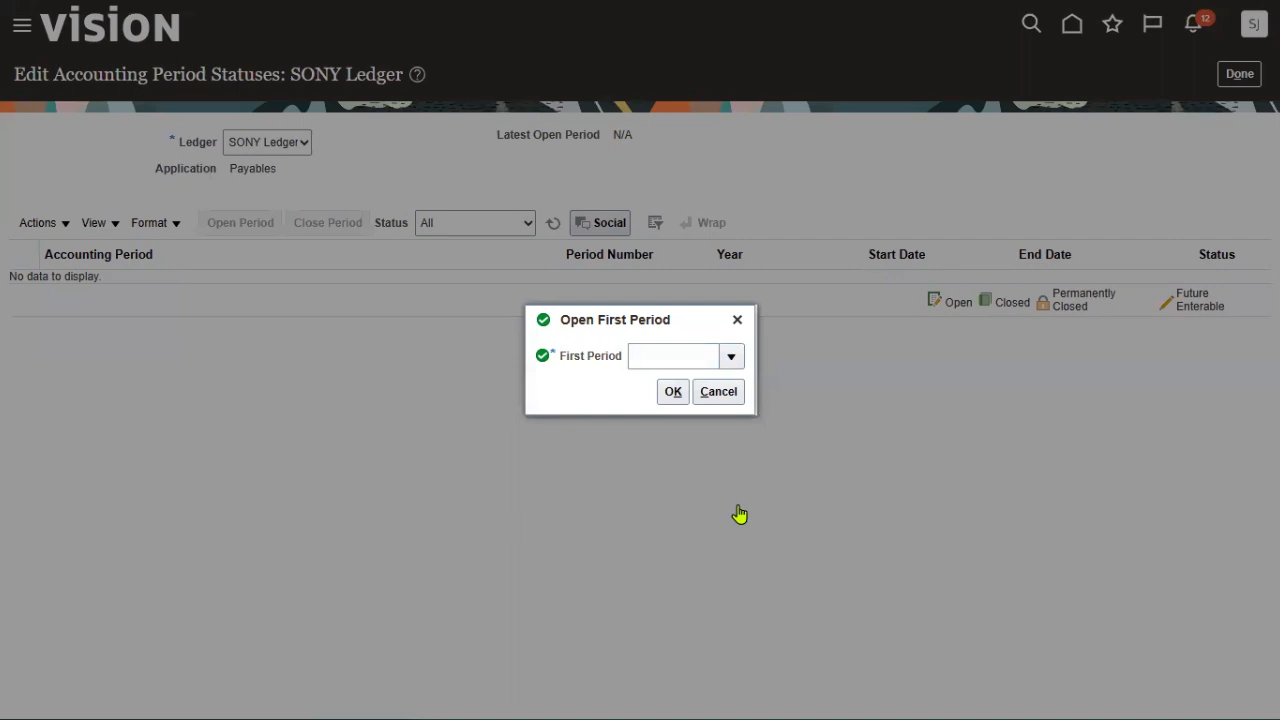 vision
12
SJ
Edit Accounting Period Statuses: SONY Ledger ?
Done
* Ledger SONY Ledger
Latest Open Period N/A
Application Payables
Actions View Format Open Period Close Period Status All Social Wrap
Accounting Period Period Number Year Start Date End Date Status
No data to display.
Open Closed Permanently Closed Future Enterable
Open First Period
* First Period
OK Cancel